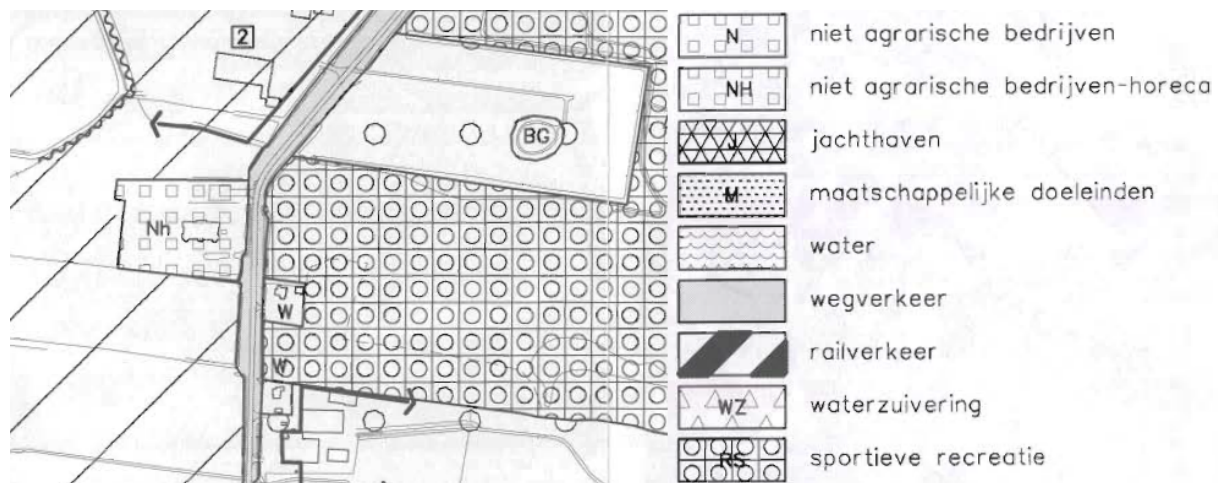 2
BG
Nh
W
W
N niet agrarische bedrijven
NH niet agrarische bedrijven-horeca
J jachthaven
M maatschappelijke doeleinden
water
wegverkeer
railverkeer
WZ waterzuivering
RS sportieve recreatie